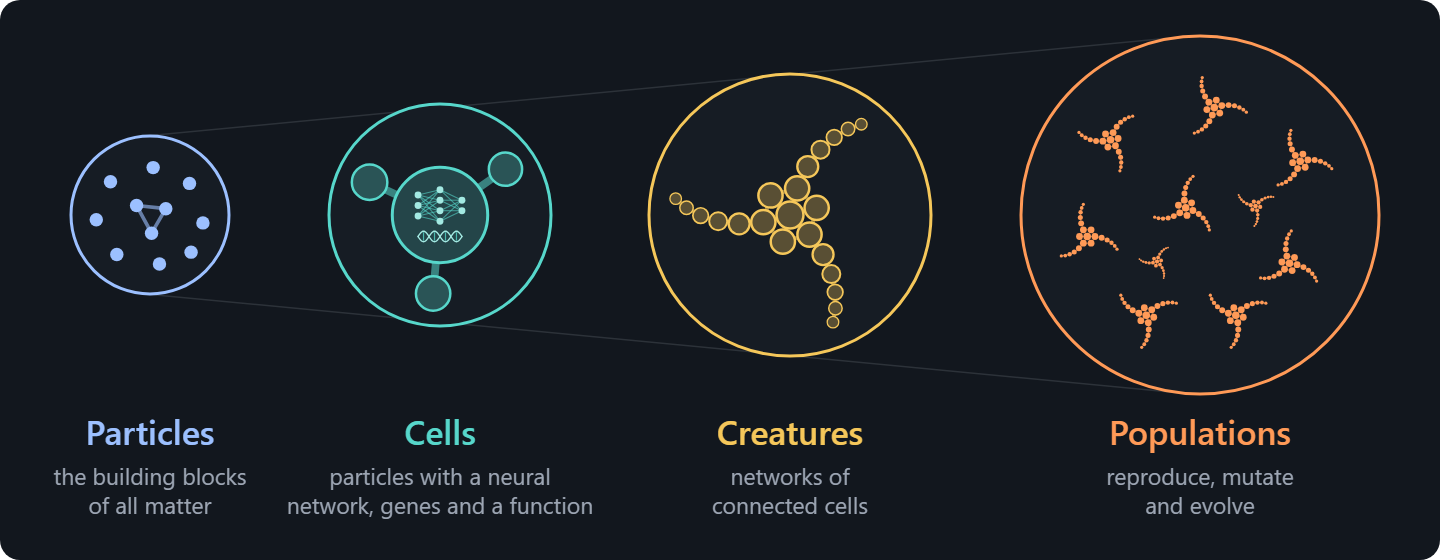 Particles
the building blocks
of all matter
Cells
particles with a neural
network, genes and a function
Creatures
networks of
connected cells
Populations
reproduce, mutate
and evolve